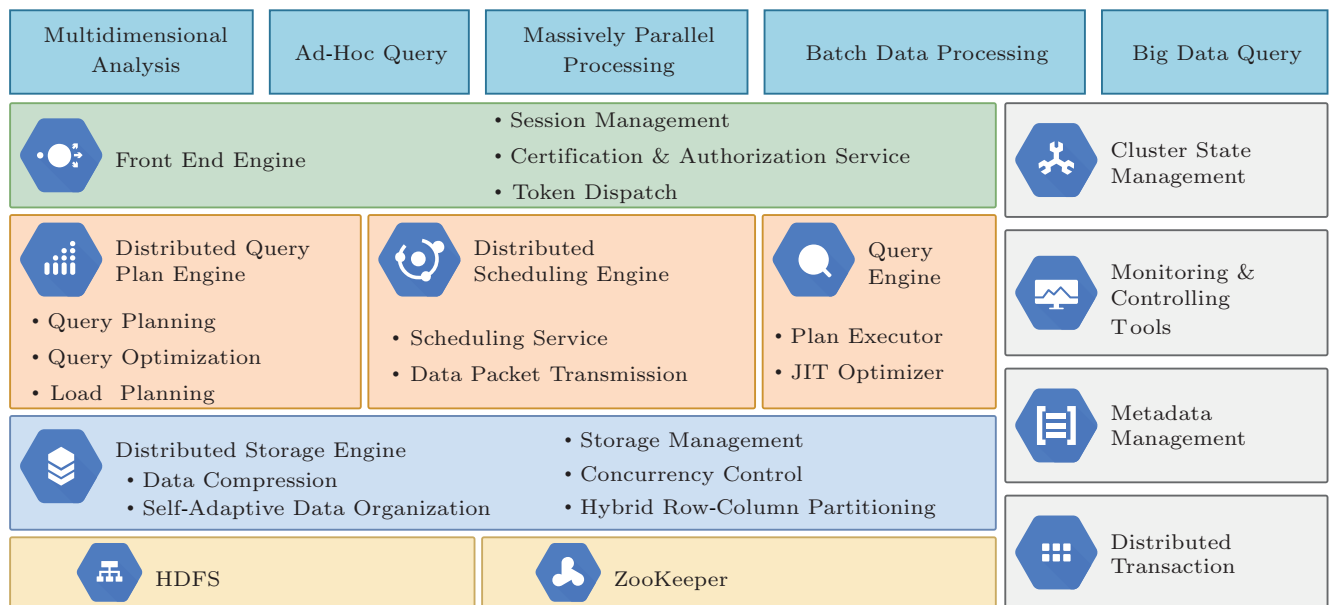 Multidimensional
Analysis
Ad-Hoc Query
Massively Parallel
Processing
Batch Data Processing
Big Data Query
Front End Engine
• Session Management
• Certification & Authorization Service
• Token Dispatch
Distributed Query
Plan Engine
• Query Planning
• Query Optimization
• Load Planning
Distributed
Scheduling Engine
• Scheduling Service
• Data Packet Transmission
Query
Engine
• Plan Executor
• JIT Optimizer
Distributed Storage Engine
• Data Compression
• Self-Adaptive Data Organization
• Storage Management
• Concurrency Control
• Hybrid Row-Column Partitioning
HDFS
ZooKeeper
Cluster State
Management
Monitoring &
Controlling
Tools
Metadata
Management
Distributed
Transaction